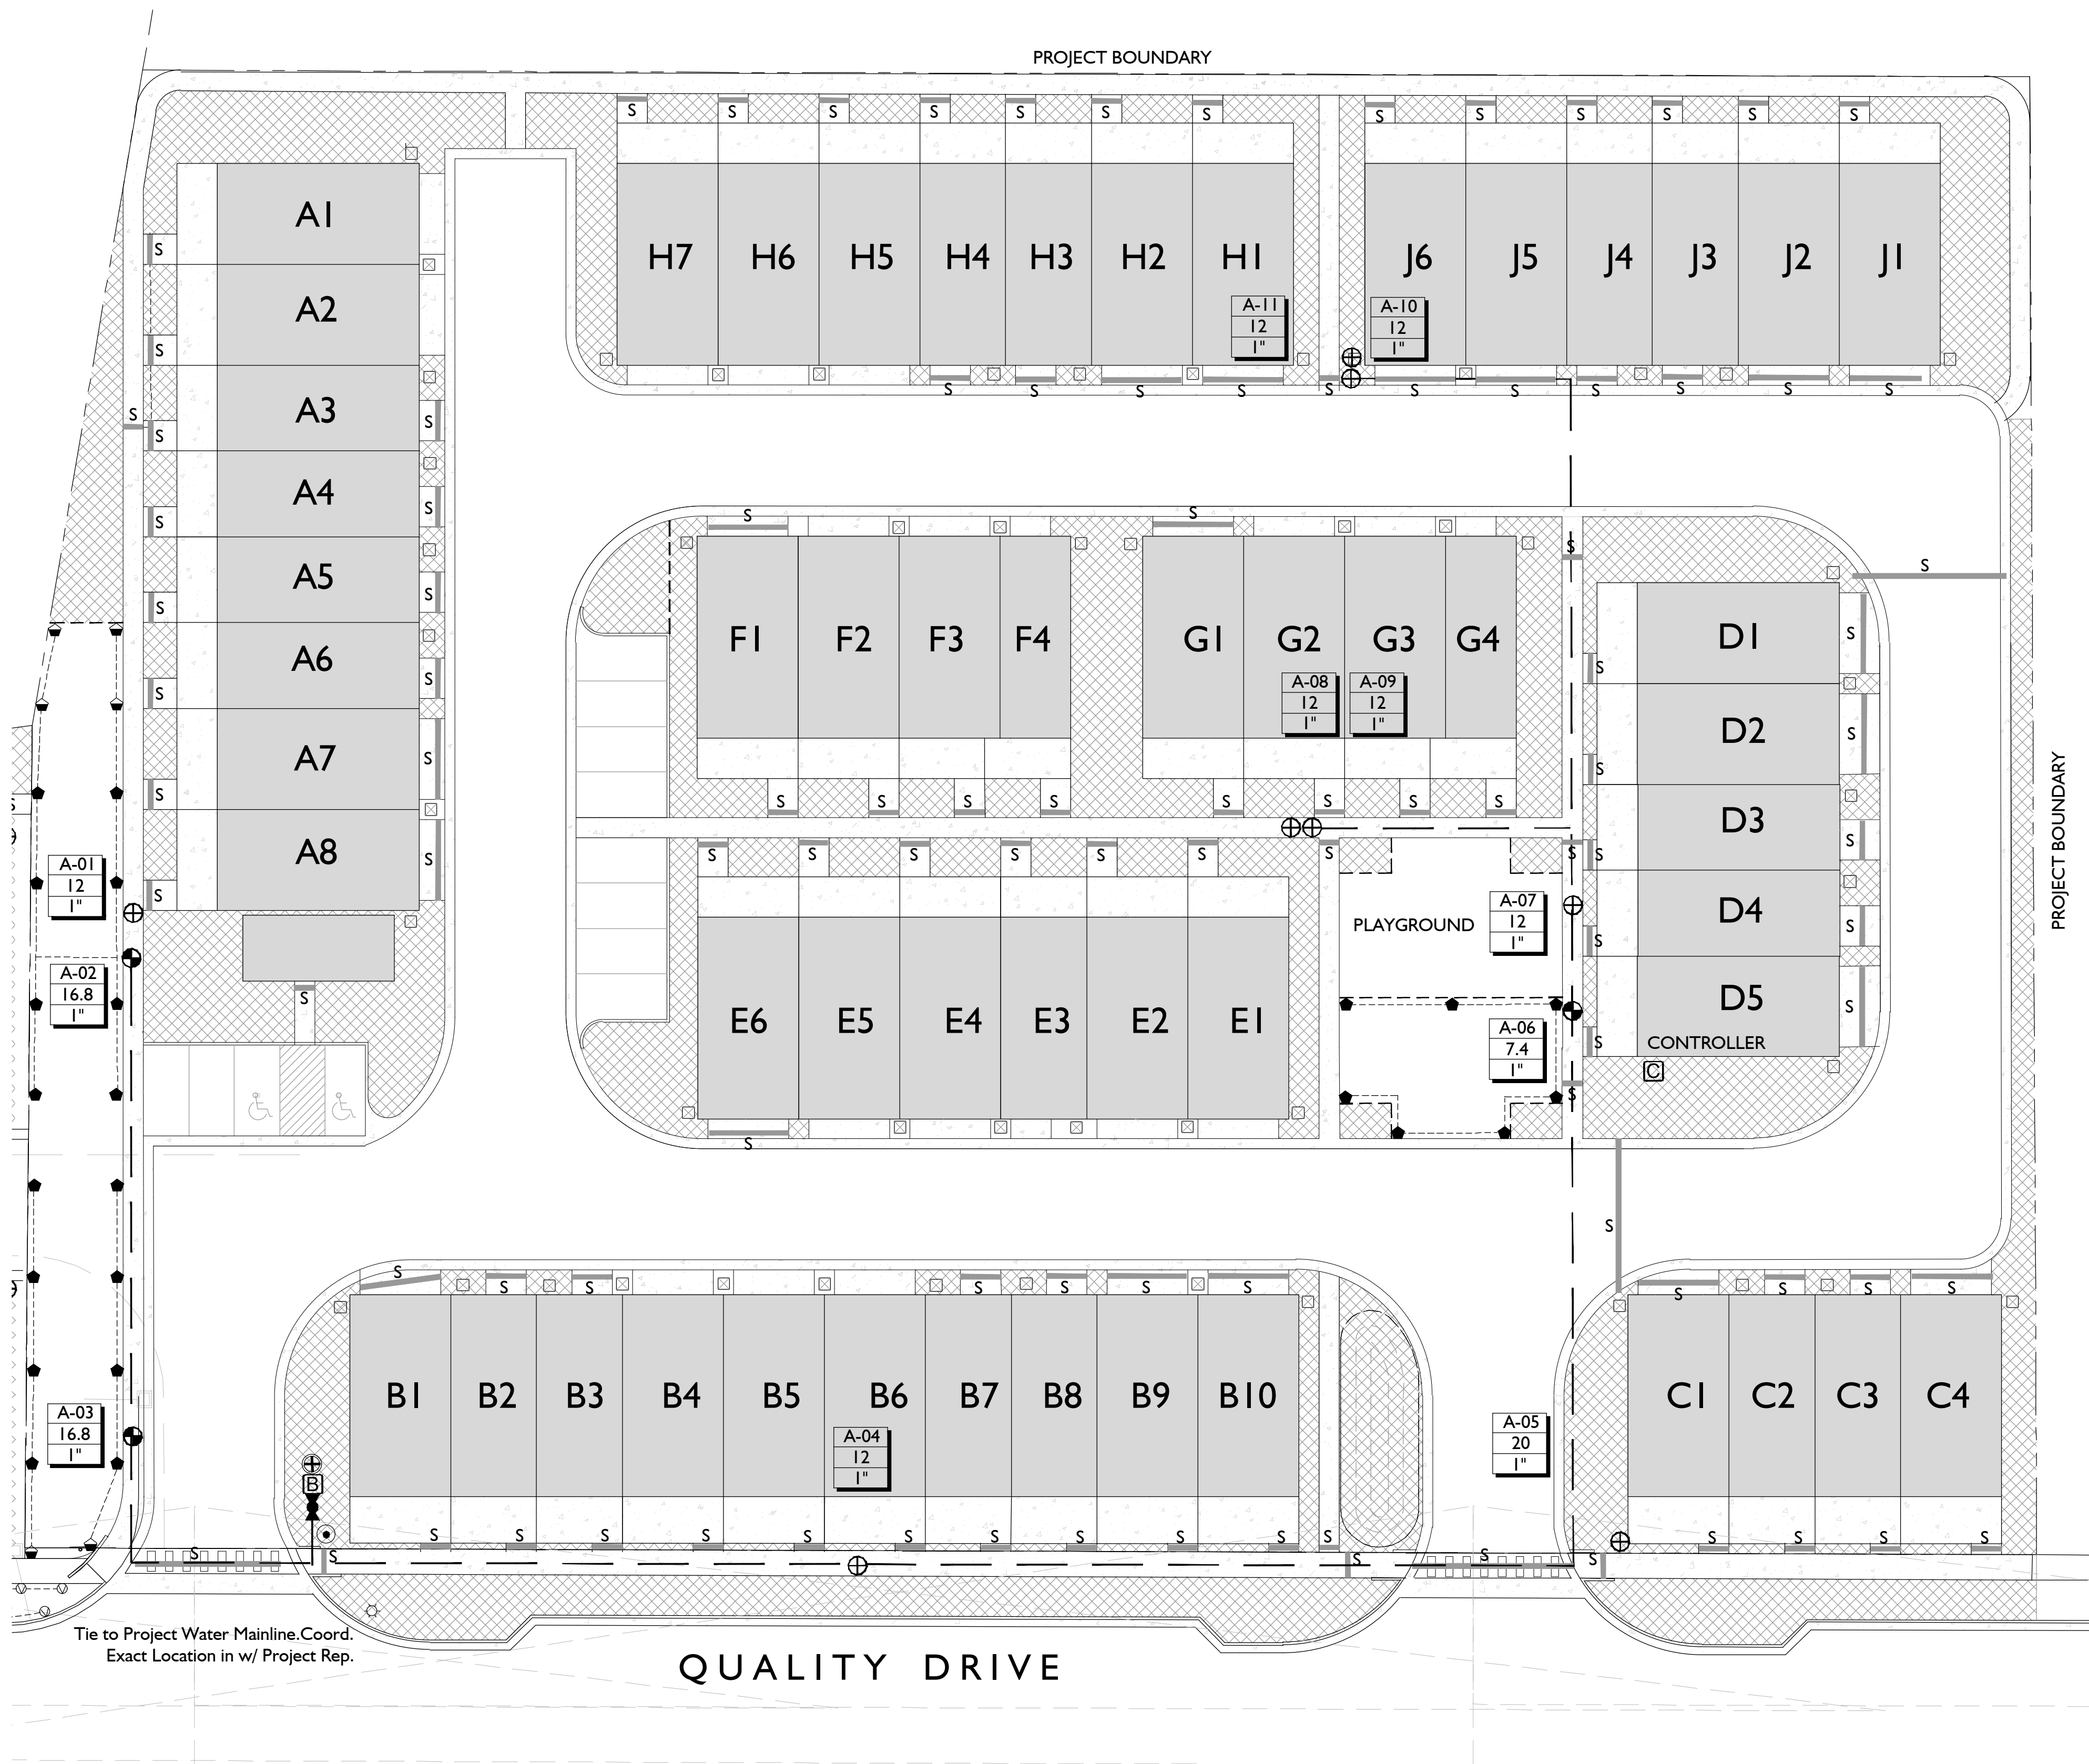 PROJECT BOUNDARY
S S S S S S S S S S S S S
A1
H7 H6 H5 H4 H3 H2 H1 J6 J5 J4 J3 J2 J1
S
A2
A-11
12
1"
A-10
12
1"
S
S S S S S S S S S S S
A3
S
S
S
A4
S
S
S S
S
A5
S
S
S
A6
S
S
F1 F2 F3 F4 G1 G2 G3 G4
D1
S
S
A-08
12
1"
A-09
12
1"
D2
S
S
A7
S
S
S S S S S S S S
D3
S
S
S
A8
S
S
S S S S S S S
S
A-01
12
1"
PLAYGROUND
A-07
12
1"
D4
S
S
PROJECT BOUNDARY
A-02
16.8
1"
S
E6 E5 E4 E3 E2 E1
D5
S
S
CONTROLLER
C
A-06
7.4
1"
S
S
S
S
S S S S S S S
S S S S
B1 B2 B3 B4 B5 B6 B7 B8 B9 B10
C1 C2 C3 C4
A-03
16.8
1"
A-04
12
1"
A-05
20
1"
B
S S S S S S S S S S S
S S S S
S S S S S
Tie to Project Water Mainline.Coord.
Exact Location in w/ Project Rep.
QUALITY DRIVE